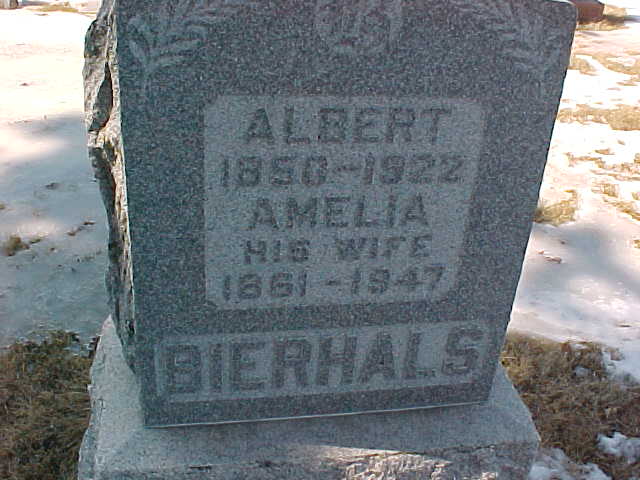 B
ALBERT
1850-1922
AMELIA
HIS WIFE
1861-1947
BIERHALS